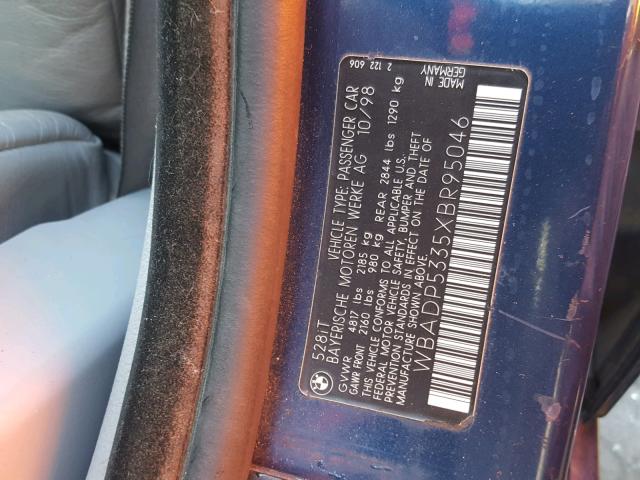 528iT
VEHICLE TYPE: PASSENGER CAR
BAYERISCHE MOTOREN WERKE AG 10/98
GVWR 4817 lbs 2185 kg
GAWR FRONT 2160 lbs 980 kg REAR 2844 lbs 1290 kg
THIS VEHICLE CONFORMS TO ALL APPLICABLE U.S.
FEDERAL MOTOR VEHICLE SAFETY, BUMPER AND THEFT
PREVENTION STANDARDS IN EFFECT ON THE DATE OF
MANUFACTURE SHOWN ABOVE.
WBADP5335XBR95046
2 122 606
MADE IN
GERMANY